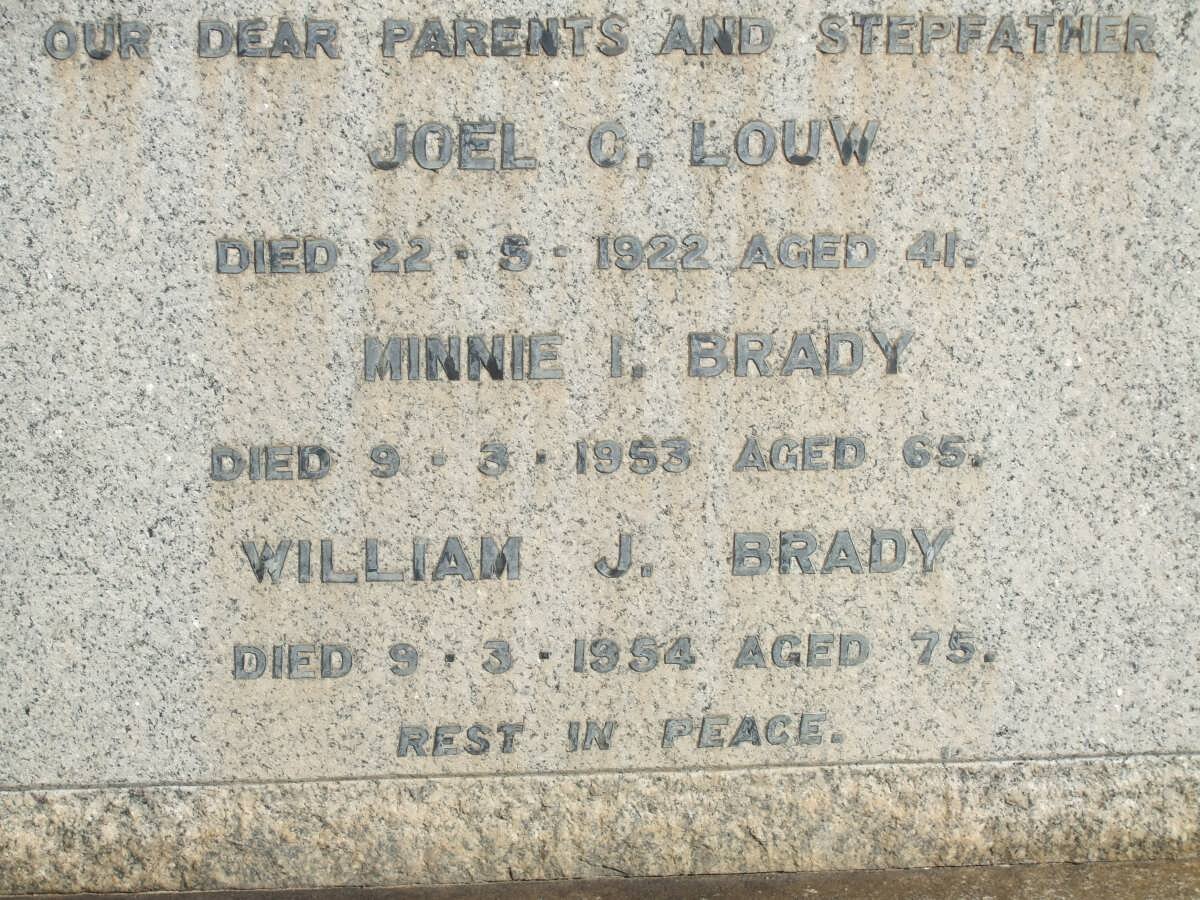 OUR DEAR PARENTS AND STEPFATHER
JOEL C. LOUW
DIED 22 · 5 · 1922 AGED 41.
MINNIE I. BRADY
DIED 9 · 3 · 1953 AGED 65.
WILLIAM J. BRADY
DIED 9 · 3 · 1954 AGED 75.
REST IN PEACE.